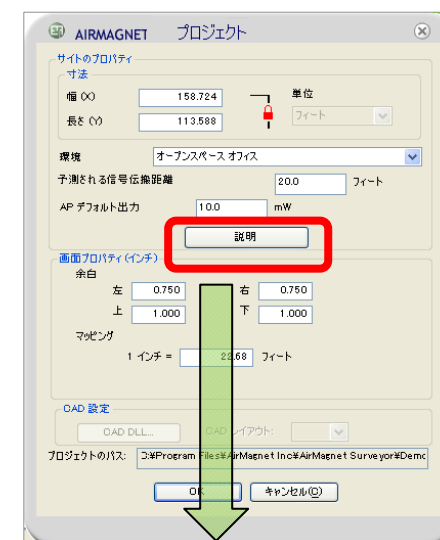 AIRMAGNET プロジェクト
サイトのプロパティ
寸法
幅 (X) 158.724 単位
長さ (Y) 113.588 フィート
環境 オープンスペース オフィス
予測される信号伝搬距離 20.0 フィート
AP デフォルト出力 10.0 mW
説明
画面プロパティ (インチ)
余白
左 0.750 右 0.750
上 1.000 下 1.000
マッピング
1 インチ = 22.68 フィート
CAD 設定
CAD DLL... CAD レイアウト:
プロジェクトのパス: C:¥Program Files¥AirMagnet Inc¥AirMagnet Surveyor¥Demc
OK キャンセル(C)